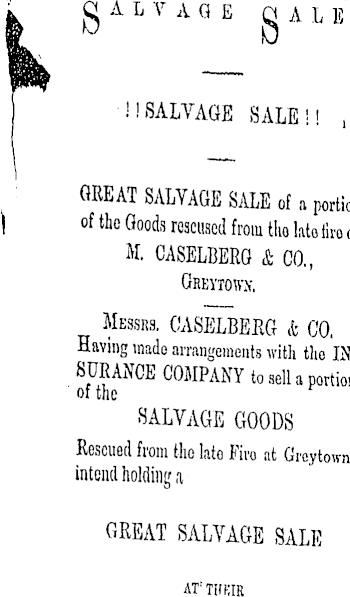 SALVAGE SALE
!!SALVAGE SALE!!
GREAT SALVAGE SALE of a portio
of the Goods rescused from the late fire o
M. CASELBERG & CO.,
GREYTOWN.
MESSRS. CASELBERG & CO.
Having made arrangements with the IN
SURANCE COMPANY to sell a portion
of the
SALVAGE GOODS
Rescued from the late Fire at Greytown
intend holding a
GREAT SALVAGE SALE
AT THEIR